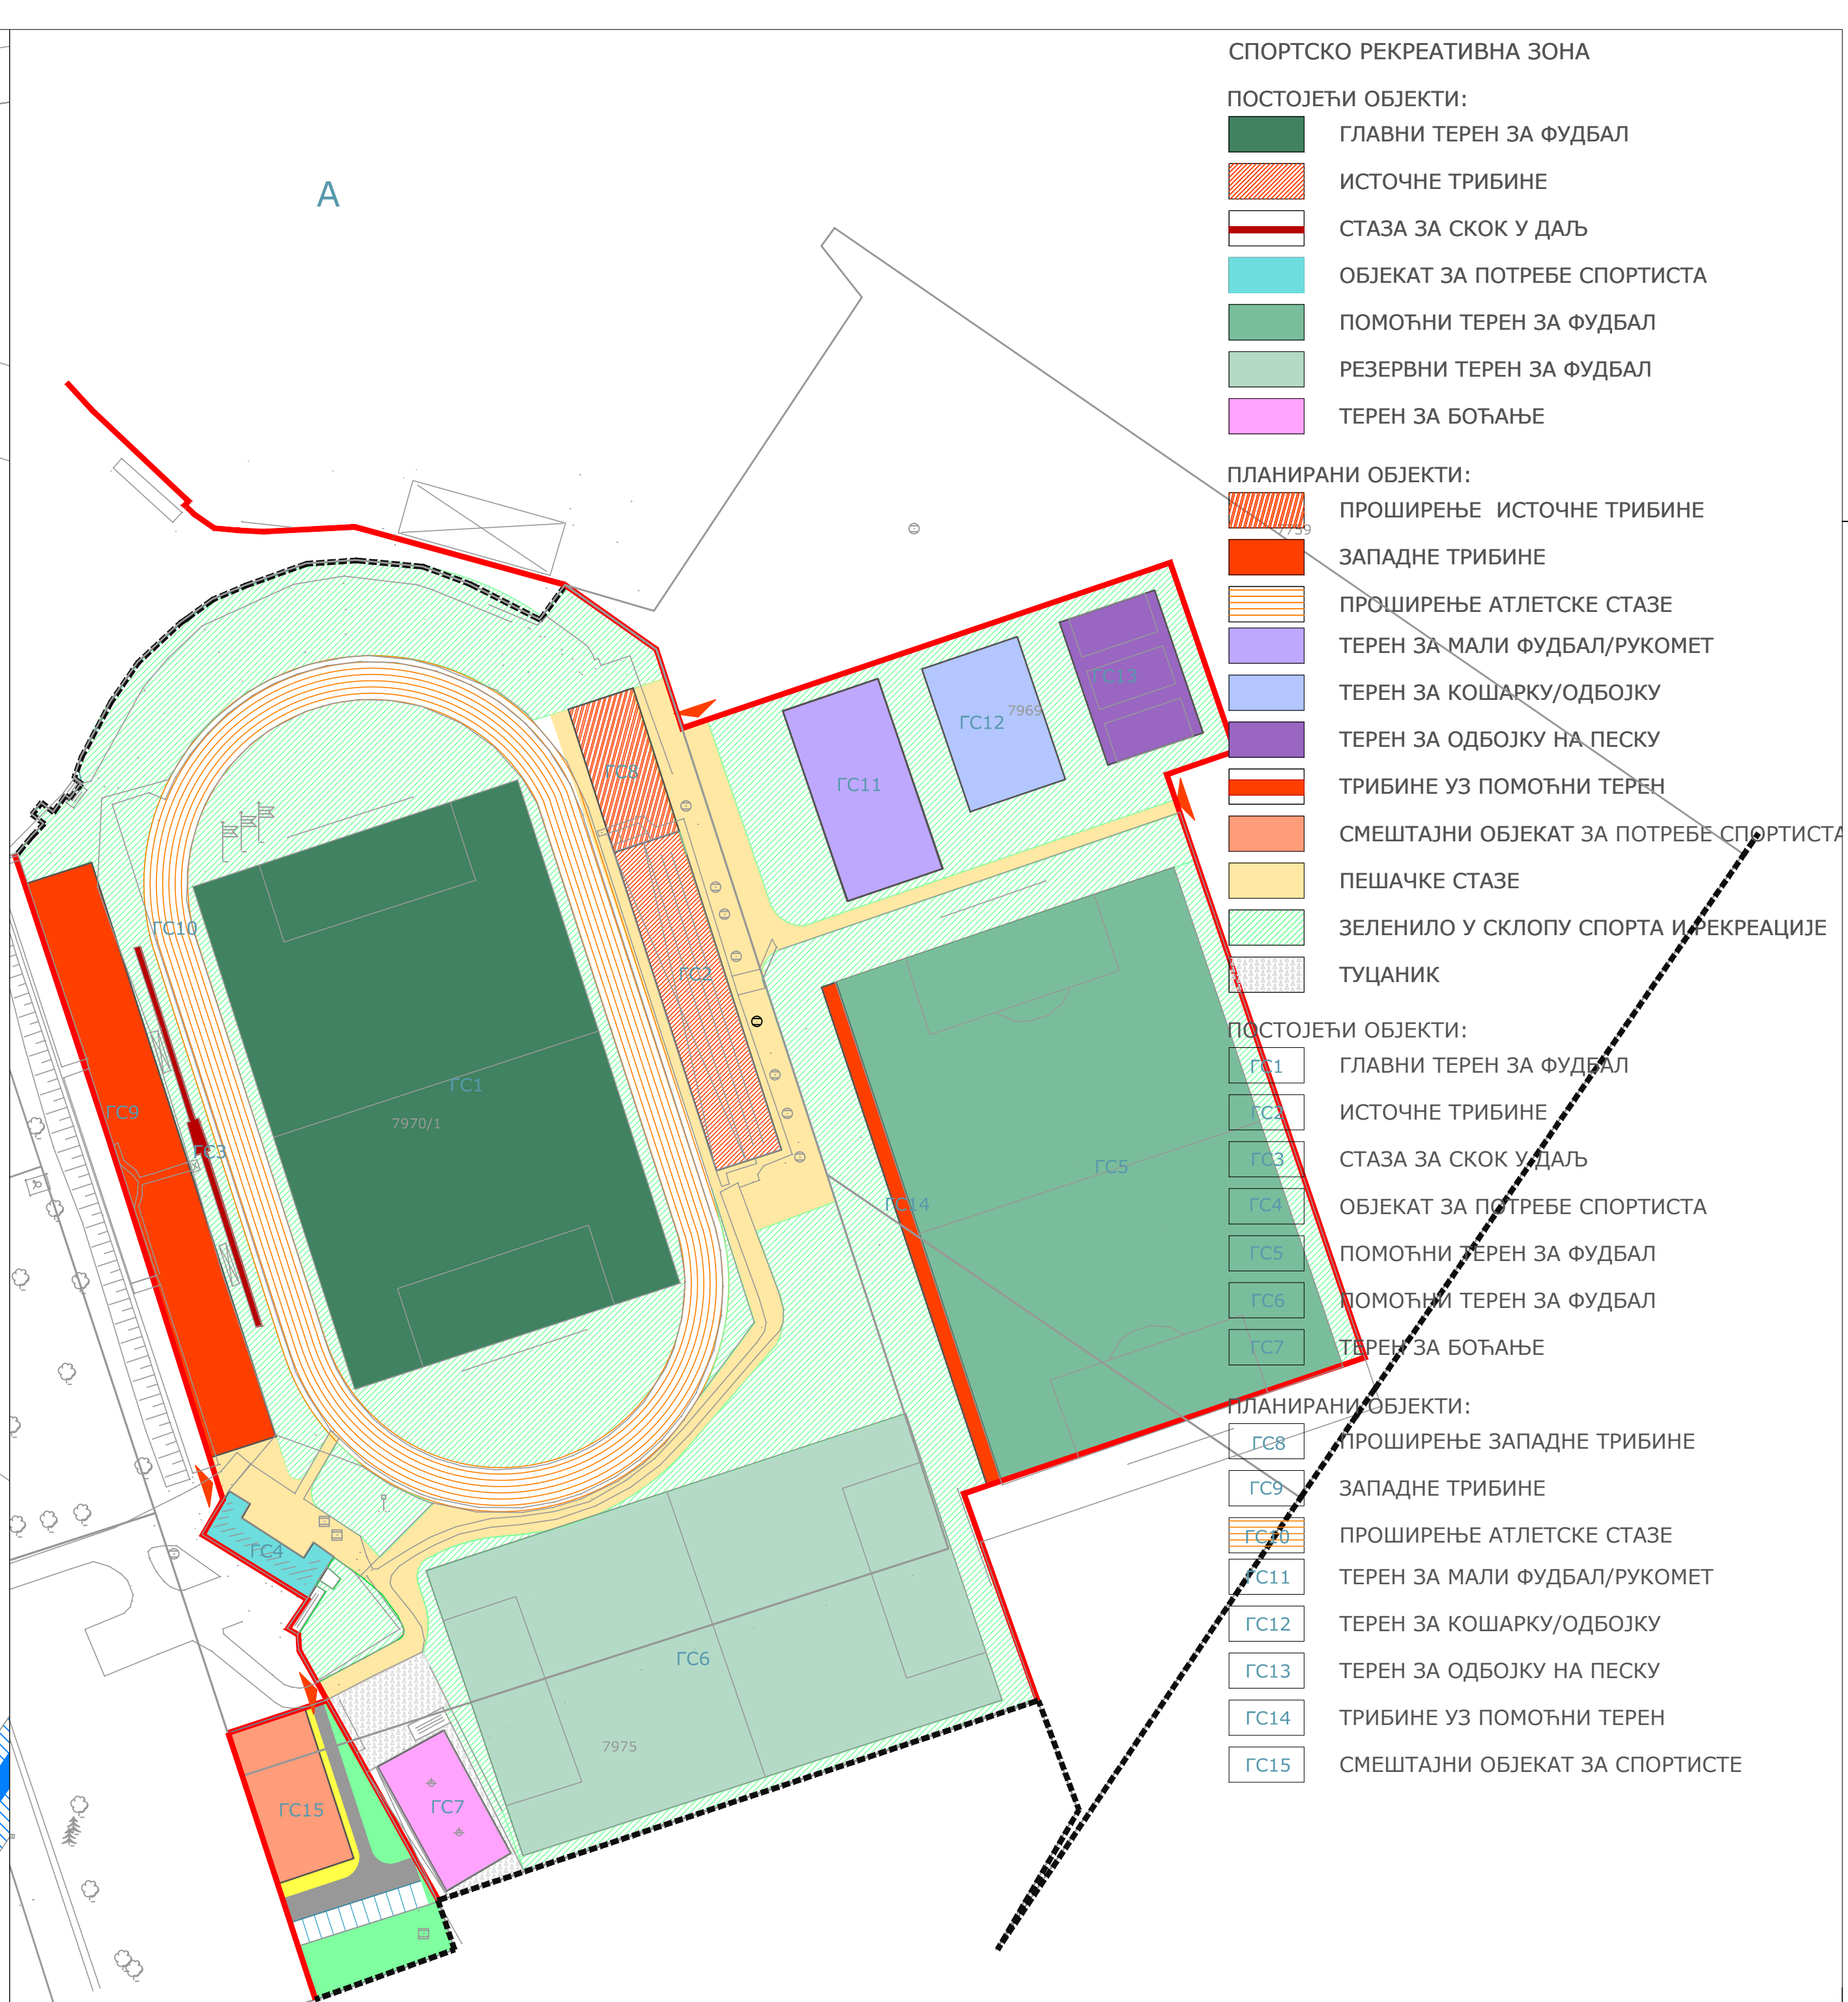 СПОРТСКО РЕКРЕАТИВНА ЗОНА
ПОСТОЈЕЋИ ОБЈЕКТИ:
ГЛАВНИ ТЕРЕН ЗА ФУДБАЛ
ИСТОЧНЕ ТРИБИНЕ
СТАЗА ЗА СКОК У ДАЉ
ОБЈЕКАТ ЗА ПОТРЕБЕ СПОРТИСТА
ПОМОЋНИ ТЕРЕН ЗА ФУДБАЛ
РЕЗЕРВНИ ТЕРЕН ЗА ФУДБАЛ
ТЕРЕН ЗА БОЋАЊЕ
ПЛАНИРАНИ ОБЈЕКТИ:
ПРОШИРЕЊЕ ИСТОЧНЕ ТРИБИНЕ
ЗАПАДНЕ ТРИБИНЕ
ПРОШИРЕЊЕ АТЛЕТСКЕ СТАЗЕ
ТЕРЕН ЗА МАЛИ ФУДБАЛ/РУКОМЕТ
ТЕРЕН ЗА КОШАРКУ/ОДБОЈКУ
ТЕРЕН ЗА ОДБОЈКУ НА ПЕСКУ
ТРИБИНЕ УЗ ПОМОЋНИ ТЕРЕН
СМЕШТАЈНИ ОБЈЕКАТ ЗА ПОТРЕБЕ СПОРТИСТА
ПЕШАЧКЕ СТАЗЕ
ЗЕЛЕНИЛО У СКЛОПУ СПОРТА И РЕКРЕАЦИЈЕ
ТУЦАНИК
ПОСТОЈЕЋИ ОБЈЕКТИ:
ГС1 ГЛАВНИ ТЕРЕН ЗА ФУДБАЛ
ГС2 ИСТОЧНЕ ТРИБИНЕ
ГС3 СТАЗА ЗА СКОК У ДАЉ
ГС4 ОБЈЕКАТ ЗА ПОТРЕБЕ СПОРТИСТА
ГС5 ПОМОЋНИ ТЕРЕН ЗА ФУДБАЛ
ГС6 ПОМОЋНИ ТЕРЕН ЗА ФУДБАЛ
ГС7 ТЕРЕН ЗА БОЋАЊЕ
ПЛАНИРАНИ ОБЈЕКТИ:
ГС8 ПРОШИРЕЊЕ ЗАПАДНЕ ТРИБИНЕ
ГС9 ЗАПАДНЕ ТРИБИНЕ
ГС10 ПРОШИРЕЊЕ АТЛЕТСКЕ СТАЗЕ
ГС11 ТЕРЕН ЗА МАЛИ ФУДБАЛ/РУКОМЕТ
ГС12 ТЕРЕН ЗА КОШАРКУ/ОДБОЈКУ
ГС13 ТЕРЕН ЗА ОДБОЈКУ НА ПЕСКУ
ГС14 ТРИБИНЕ УЗ ПОМОЋНИ ТЕРЕН
ГС15 СМЕШТАЈНИ ОБЈЕКАТ ЗА СПОРТИСТЕ
А
ГС13
7969
ГС12
ГС8
ГС11
ГС10
ГС2
ГС1
ГС9
7970/1
ГС3
ГС5
ГС14
ГС4
ГС6
7975
ГС7
ГС15